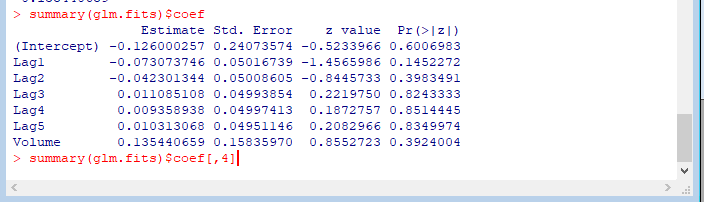 > summary(glm.fits)$coef
Estimate Std. Error z value Pr(>|z|)
(Intercept) -0.126000257 0.24073574 -0.5233966 0.6006983
Lag1 -0.073073746 0.05016739 -1.4565986 0.1452272
Lag2 -0.042301344 0.05008605 -0.8445733 0.3983491
Lag3 0.011085108 0.04993854 0.2219750 0.8243333
Lag4 0.009358938 0.04997413 0.1872757 0.8514445
Lag5 0.010313068 0.04951146 0.2082966 0.8349974
Volume 0.135440659 0.15835970 0.8552723 0.3924004
> summary(glm.fits)$coef[,4]